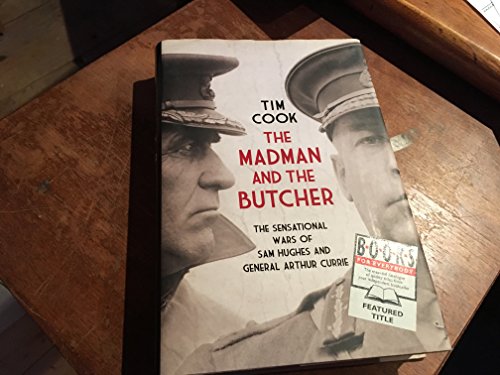 TIM
COOK
THE
MADMAN
AND THE
BUTCHER
THE SENSATIONAL
WARS OF
SAM HUGHES AND
GENERAL ARTHUR CURRIE
B·O·O·K·S
FOR EVERYBODY
FEATURED
TITLE